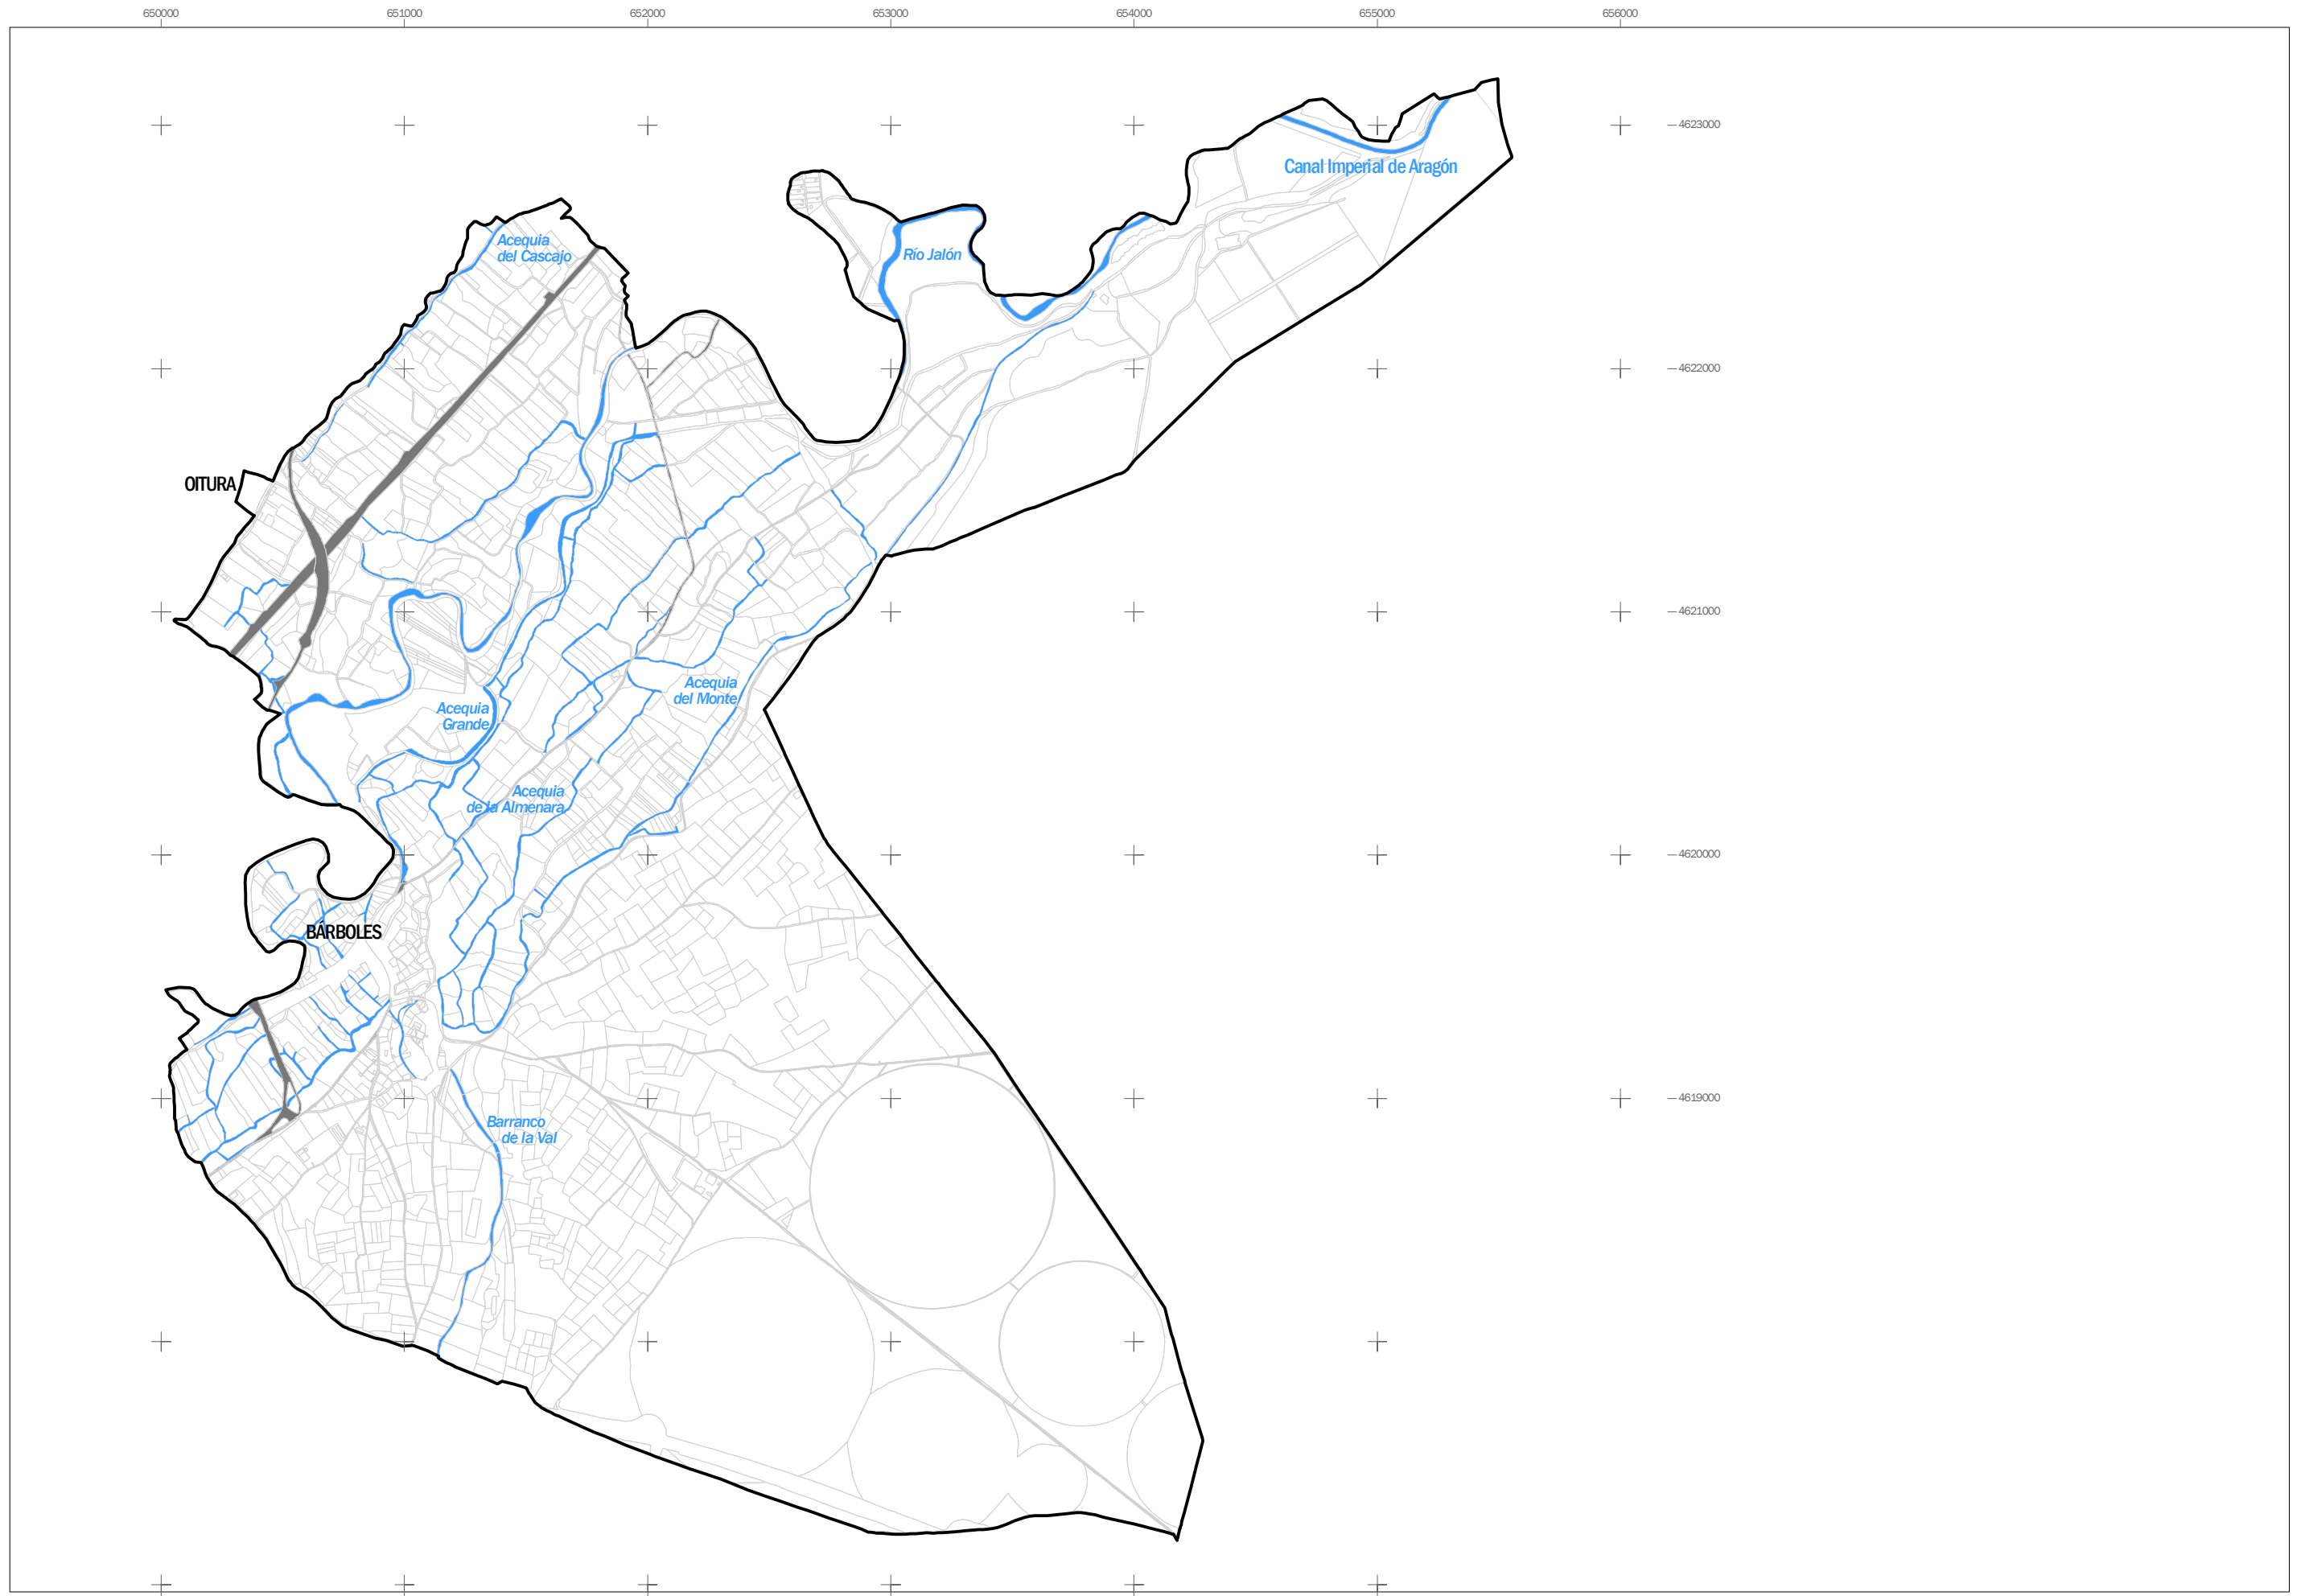 650000 651000 652000 653000 654000 655000 656000
4623000
Canal Imperial de Aragón
Acequia
del Cascajo
Río Jalón
4622000
OITURA
4621000
Acequia
del Monte
Acequia
Grande
Acequia
de la Almenara
4620000
BÁRBOLES
4619000
Barranco
de la Val